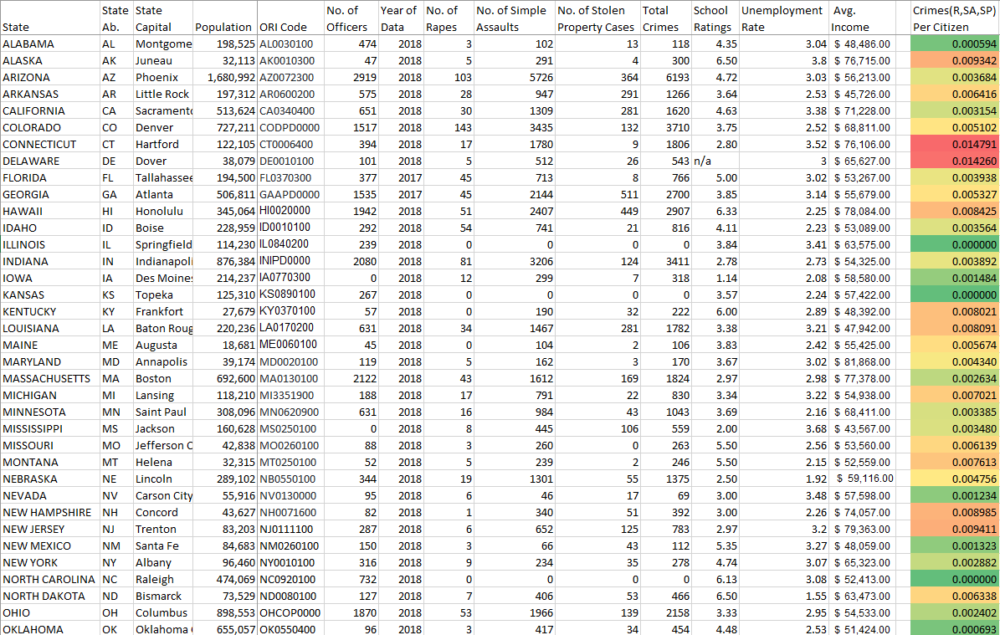 State State No. of Year of No. of No. of Simple No. of Stolen Total School Unemployment Avg. Crimes(R,SA,SP)
State Ab. Capital Population ORI Code Officers Data Rapes Assaults Property Cases Crimes Ratings Rate Income Per Citizen
ALABAMA AL Montgome 198,525 AL0030100 474 2018 3 102 13 118 4.35 3.04 $ 48,486.00 0.000594
ALASKA AK Juneau 32,113 AK0010300 47 2018 5 291 4 300 6.50 3.8 $ 76,715.00 0.009342
ARIZONA AZ Phoenix 1,680,992 AZ0072300 2919 2018 103 5726 364 6193 4.72 3.03 $ 56,213.00 0.003684
ARKANSAS AR Little Rock 197,312 AR0600200 575 2018 28 947 291 1266 3.64 2.53 $ 45,726.00 0.006416
CALIFORNIA CA Sacramento 513,624 CA0340400 651 2018 30 1309 281 1620 4.63 3.38 $ 71,228.00 0.003154
COLORADO CO Denver 727,211 CODPD0000 1517 2018 143 3435 132 3710 3.75 2.52 $ 68,811.00 0.005102
CONNECTICUT CT Hartford 122,105 CT0006400 394 2018 17 1780 9 1806 2.80 3.52 $ 76,106.00 0.014791
DELAWARE DE Dover 38,079 DE0010100 101 2018 5 512 26 543 n/a 3 $ 65,627.00 0.014260
FLORIDA FL Tallahassee 194,500 FL0370300 377 2017 45 713 8 766 5.00 3.02 $ 53,267.00 0.003938
GEORGIA GA Atlanta 506,811 GAAPD0000 1535 2017 45 2144 511 2700 3.85 3.14 $ 55,679.00 0.005327
HAWAII HI Honolulu 345,064 HI0020000 1942 2018 51 2407 449 2907 6.33 2.25 $ 78,084.00 0.008425
IDAHO ID Boise 228,959 ID0010100 292 2018 54 741 21 816 4.11 2.23 $ 53,089.00 0.003564
ILLINOIS IL Springfield 114,230 IL0840200 239 2018 0 0 0 0 3.84 3.41 $ 63,575.00 0.000000
INDIANA IN Indianapoli 876,384 INIPD0000 2080 2018 81 3206 124 3411 2.78 2.73 $ 54,325.00 0.003892
IOWA IA Des Moines 214,237 IA0770300 0 2018 12 299 7 318 1.14 2.08 $ 58,580.00 0.001484
KANSAS KS Topeka 125,310 KS0890100 267 2018 0 0 0 0 3.57 2.24 $ 57,422.00 0.000000
KENTUCKY KY Frankfort 27,679 KY0370100 57 2018 0 190 32 222 6.00 2.89 $ 48,392.00 0.008021
LOUISIANA LA Baton Roug 220,236 LA0170200 631 2018 34 1467 281 1782 3.38 3.21 $ 47,942.00 0.008091
MAINE ME Augusta 18,681 ME0060100 45 2018 0 104 2 106 3.83 2.42 $ 55,425.00 0.005674
MARYLAND MD Annapolis 39,174 MD0020100 119 2018 5 162 3 170 3.67 3.02 $ 81,868.00 0.004340
MASSACHUSETTS MA Boston 692,600 MA0130100 2122 2018 43 1612 169 1824 2.97 2.98 $ 77,378.00 0.002634
MICHIGAN MI Lansing 118,210 MI3351900 188 2018 17 791 22 830 3.34 3.22 $ 54,938.00 0.007021
MINNESOTA MN Saint Paul 308,096 MN0620900 631 2018 16 984 43 1043 3.69 2.16 $ 68,411.00 0.003385
MISSISSIPPI MS Jackson 160,628 MS0250100 0 2018 8 445 106 559 2.00 3.68 $ 43,567.00 0.003480
MISSOURI MO Jefferson C 42,838 MO0260100 88 2018 3 260 0 263 5.50 2.56 $ 53,560.00 0.006139
MONTANA MT Helena 32,315 MT0250100 52 2018 5 239 2 246 5.50 2.15 $ 52,559.00 0.007613
NEBRASKA NE Lincoln 289,102 NB0550100 344 2018 19 1301 55 1375 2.50 1.92 $ 59,116.00 0.004756
NEVADA NV Carson City 55,916 NV0130000 95 2018 6 46 17 69 3.00 3.48 $ 57,598.00 0.001234
NEW HAMPSHIRE NH Concord 43,627 NH0071600 82 2018 1 340 51 392 3.00 2.26 $ 74,057.00 0.008985
NEW JERSEY NJ Trenton 83,203 NJ0111100 287 2018 6 652 125 783 2.97 3.2 $ 79,363.00 0.009411
NEW MEXICO NM Santa Fe 84,683 NM0260100 150 2018 3 66 43 112 5.35 3.27 $ 48,059.00 0.001323
NEW YORK NY Albany 96,460 NY0010100 316 2018 9 234 35 278 4.74 3.07 $ 65,323.00 0.002882
NORTH CAROLINA NC Raleigh 474,069 NC0920100 732 2018 0 0 0 0 6.13 3.08 $ 52,413.00 0.000000
NORTH DAKOTA ND Bismarck 73,529 ND0080100 127 2018 7 406 53 466 6.50 1.55 $ 63,473.00 0.006338
OHIO OH Columbus 898,553 OHCOP0000 1870 2018 53 1966 139 2158 3.33 2.95 $ 54,533.00 0.002402
OKLAHOMA OK Oklahoma 655,057 OK0550400 96 2018 3 417 34 454 4.48 2.53 $ 51,424.00 0.000693